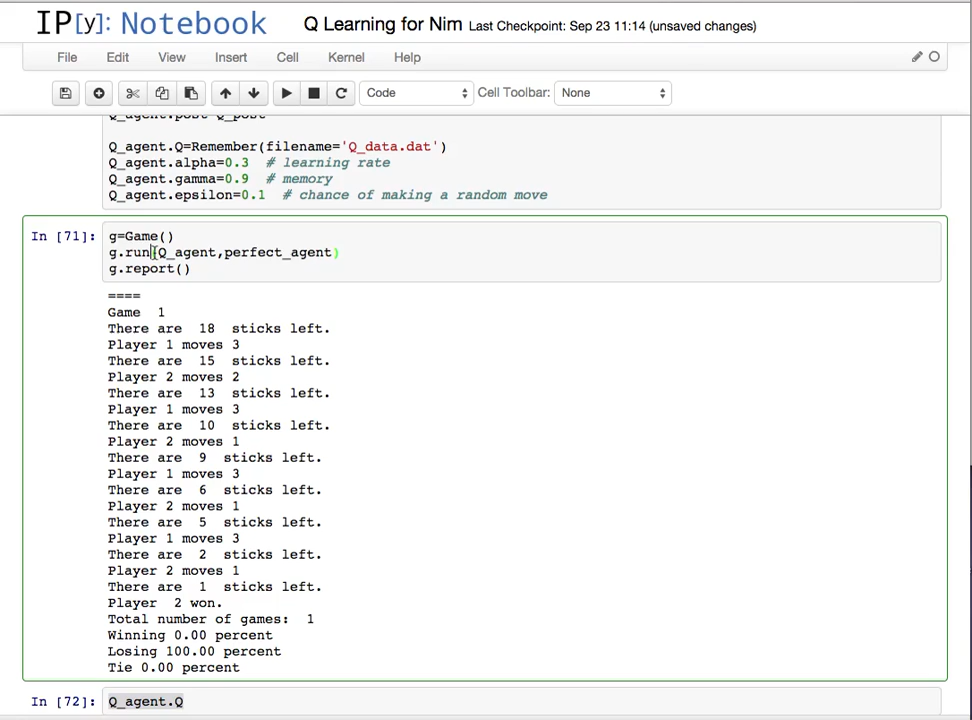 IP[y]: Notebook Q Learning for Nim Last Checkpoint: Sep 23 11:14 (unsaved changes)
File Edit View Insert Cell Kernel Help
Code Cell Toolbar: None
Q_agent.post=Q_post
Q_agent.Q=Remember(filename='Q_data.dat')
Q_agent.alpha=0.3 # learning rate
Q_agent.gamma=0.9 # memory
Q_agent.epsilon=0.1 # chance of making a random move
In [71]: g=Game()
g.run(Q_agent,perfect_agent)
g.report()
====
Game 1
There are 18 sticks left.
Player 1 moves 3
There are 15 sticks left.
Player 2 moves 2
There are 13 sticks left.
Player 1 moves 3
There are 10 sticks left.
Player 2 moves 1
There are 9 sticks left.
Player 1 moves 3
There are 6 sticks left.
Player 2 moves 1
There are 5 sticks left.
Player 1 moves 3
There are 2 sticks left.
Player 2 moves 1
There are 1 sticks left.
Player 2 won.
Total number of games: 1
Winning 0.00 percent
Losing 100.00 percent
Tie 0.00 percent
In [72]: Q_agent.Q